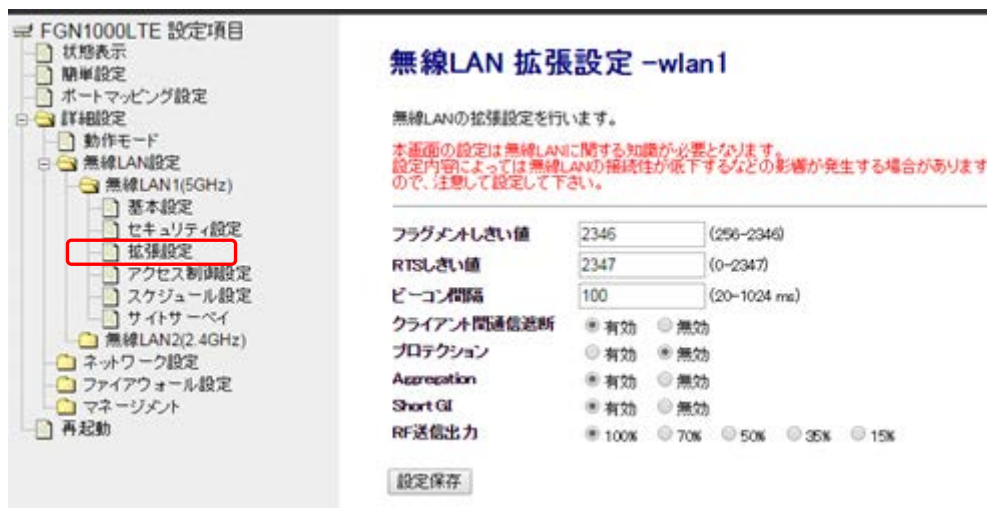 FGN1000LTE 設定項目
状態表示
簡単設定
ポートマッピング設定
詳細設定
動作モード
無線LAN設定
無線LAN1(5GHz)
基本設定
セキュリティ設定
拡張設定
アクセス制御設定
スケジュール設定
サイトサーベイ
無線LAN2(2.4GHz)
ネットワーク設定
ファイアウォール設定
マネージメント
再起動
無線LAN 拡張設定 -wlan1
無線LANの拡張設定を行います。
本画面の設定は無線LANに関する知識が必要となります。
設定内容によっては無線LANの接続性が低下するなどの影響が発生する場合があります
ので、注意して設定して下さい。
フラグメントしきい値 2346 (256-2346)
RTSしきい値 2347 (0-2347)
ビーコン間隔 100 (20-1024 ms)
クライアント間通信遮断 有効 無効
プロテクション 有効 無効
Aggregation 有効 無効
Short GI 有効 無効
RF送信出力 100% 70% 50% 35% 15%
設定保存